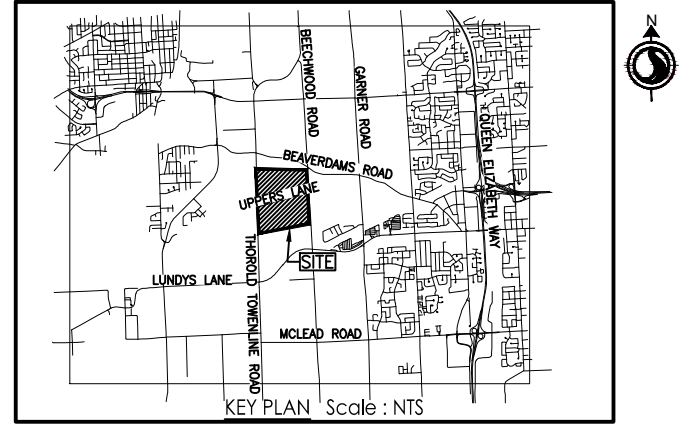 N
BEECHWOOD ROAD
GARNER ROAD
QUEEN ELIZABETH WAY
BEAVERDAMS ROAD
UPPERS LANE
THOROLD TOWENLINE ROAD
SITE
LUNDYS LANE
MCLEAD ROAD
KEY PLAN Scale : NTS